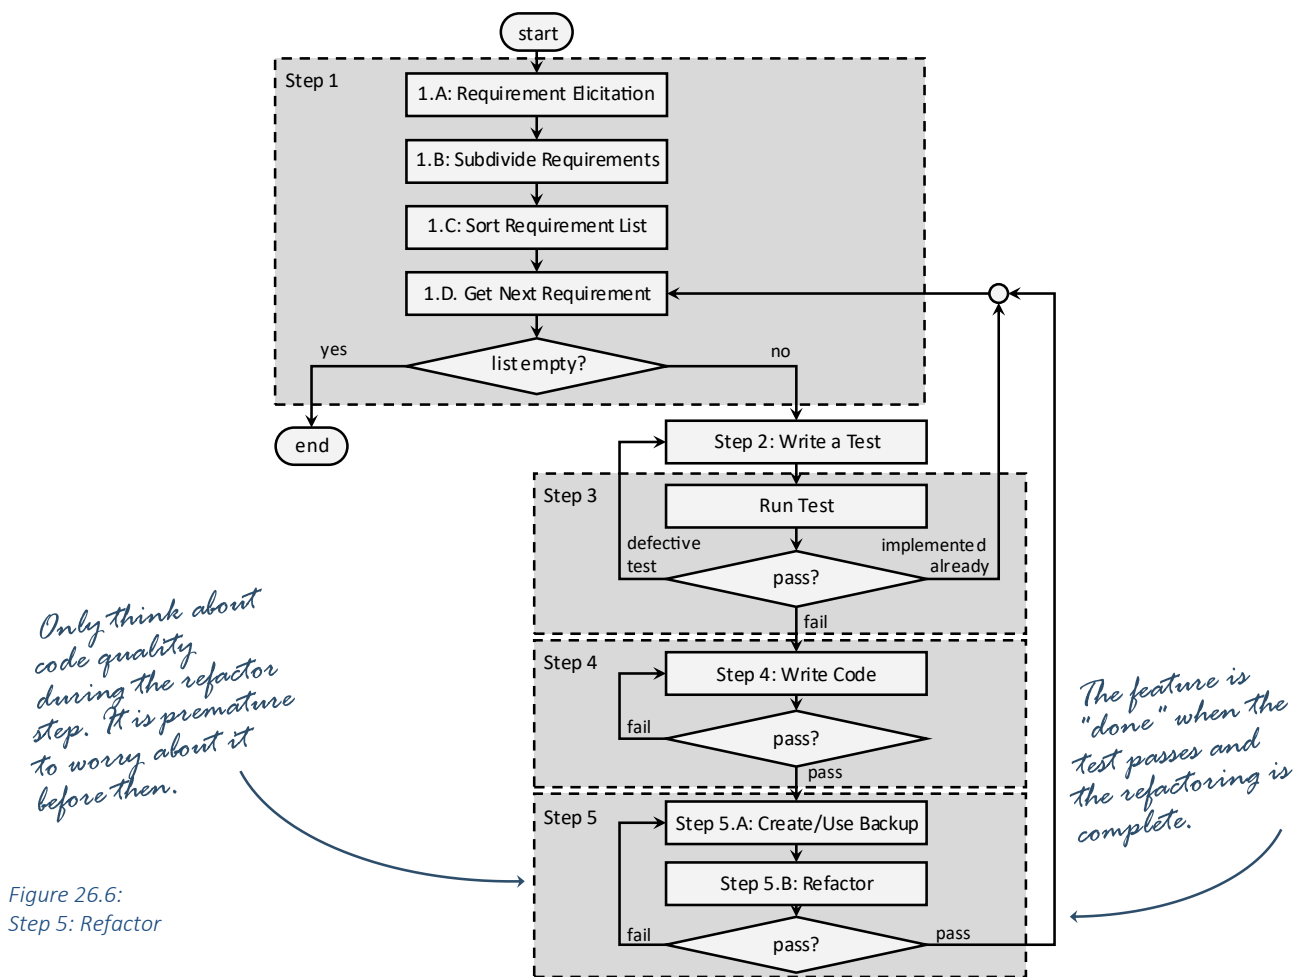 start
Step 1
1.A: Requirement Elicitation
1.B: Subdivide Requirements
1.C: Sort Requirement List
1.D. Get Next Requirement
yes
list empty?
no
end
Step 2: Write a Test
Step 3
Run Test
defective
test
implemented
already
pass?
fail
Step 4
Step 4: Write Code
fail
pass?
pass
Step 5
Step 5.A: Create/Use Backup
Step 5.B: Refactor
fail
pass?
pass
Only think about
code quality
during the refactor
step. It is premature
to worry about it
before then.
The feature is
"done" when the
test passes and
the refactoring is
complete.
Figure 26.6:
Step 5: Refactor